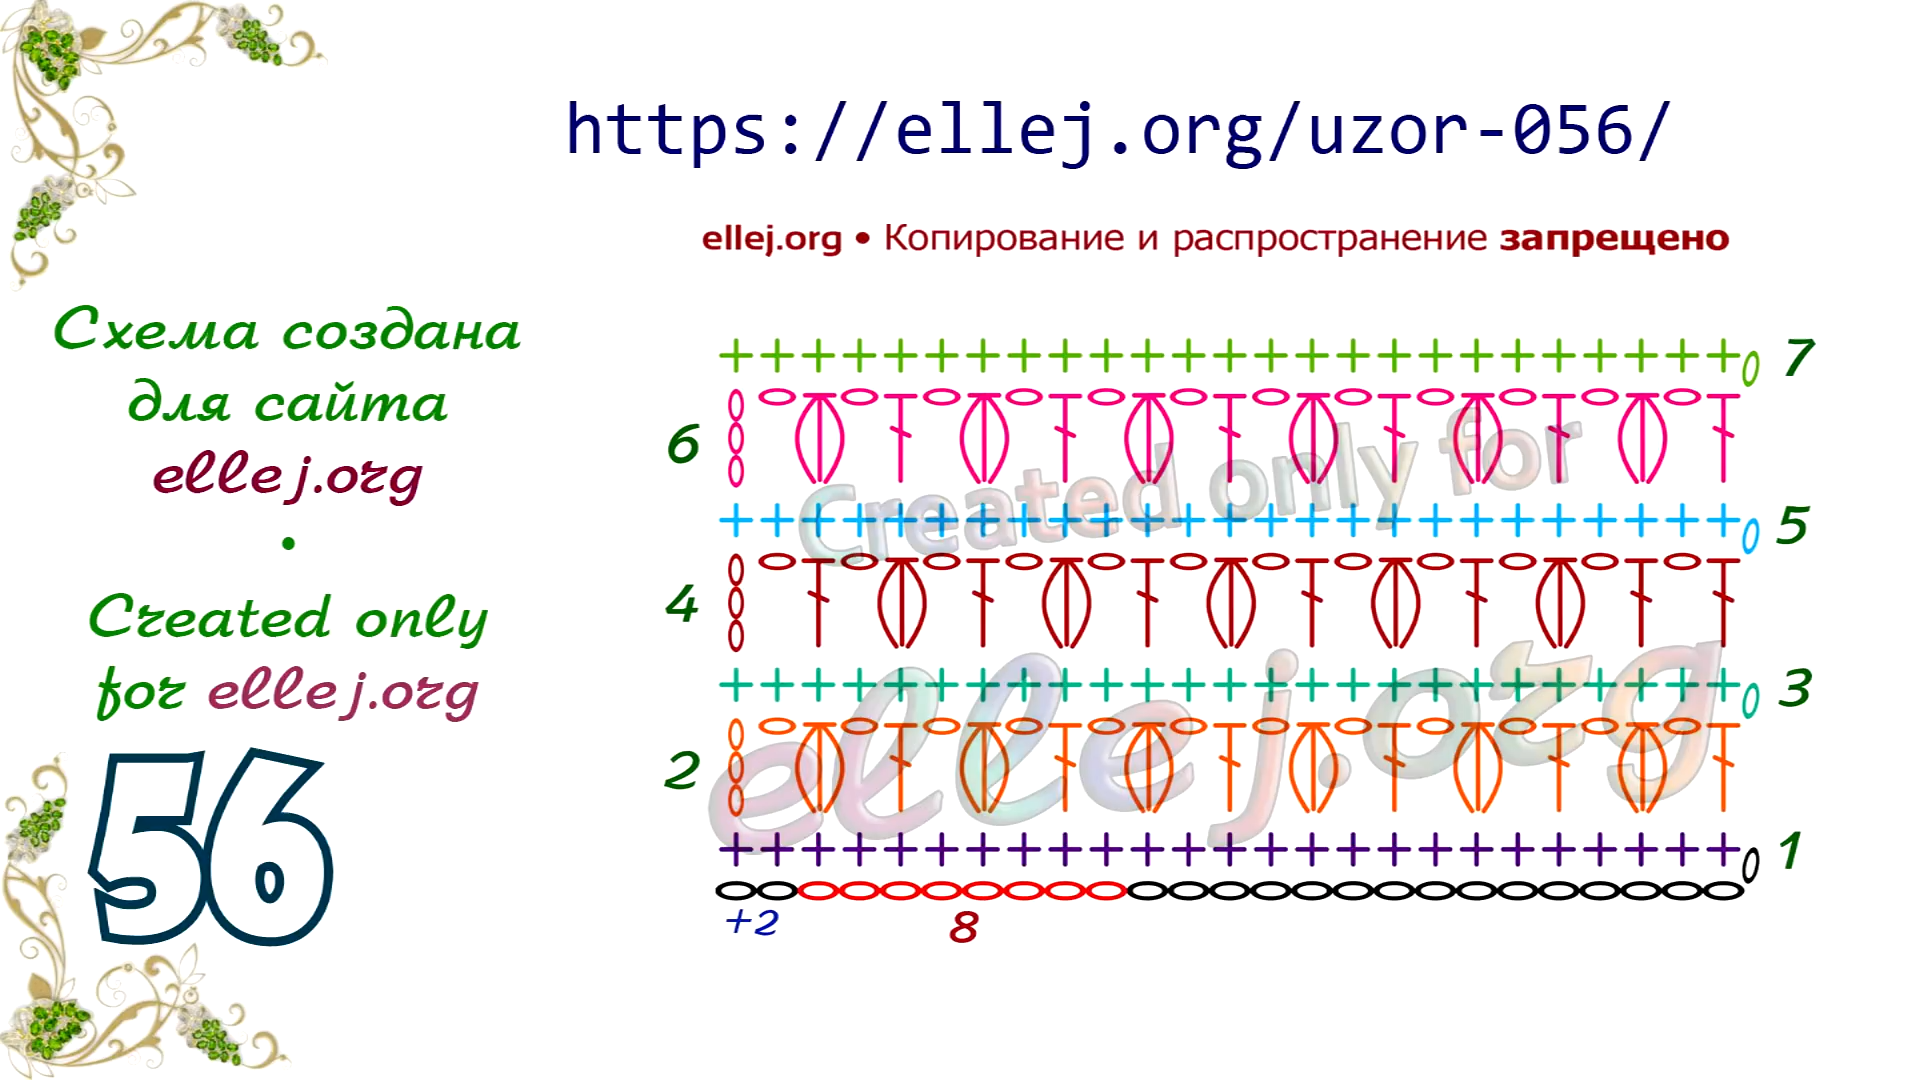 https://ellej.org/uzor-056/
ellej.org • Копирование и распространение запрещено
Схема создана
для сайта
ellej.org
•
Created only
for ellej.org
56
7
6
5
4
3
2
1
+2
8
Created only for
ellej.org